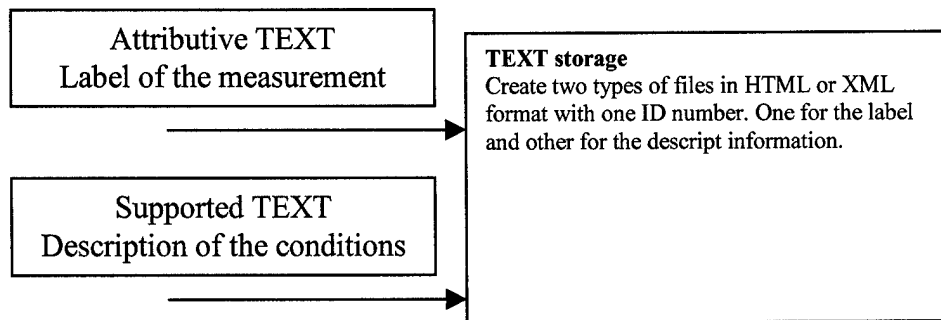 Attributive TEXT
Label of the measurement
TEXT storage
Create two types of files in HTML or XML
format with one ID number. One for the label
and other for the descript information.
Supported TEXT
Description of the conditions